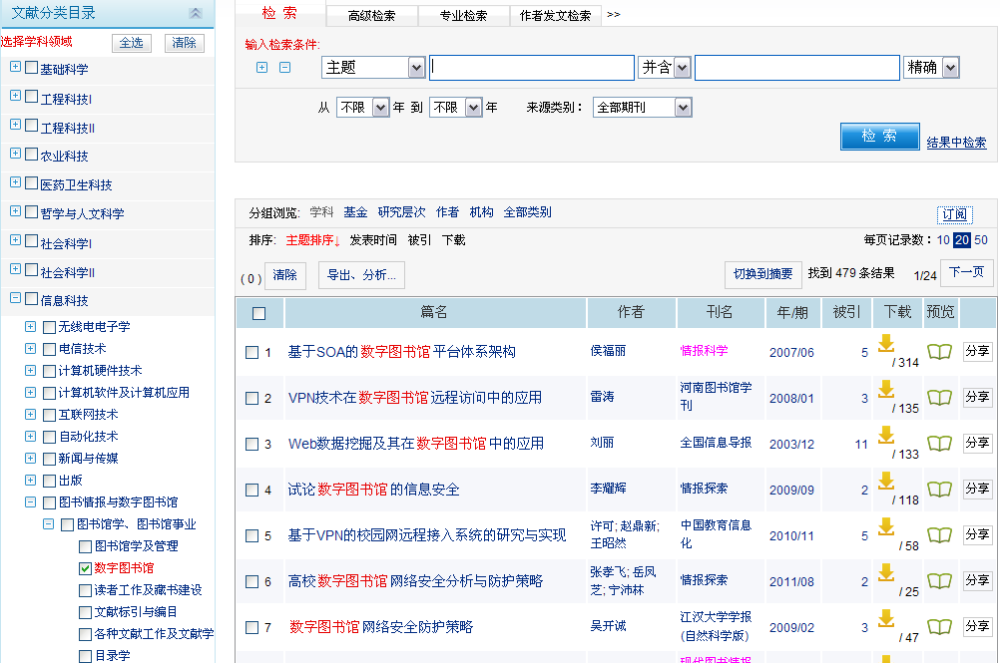 文献分类目录
选择学科领域 全选 清除
基础科学
工程科技I
工程科技II
农业科技
医药卫生科技
哲学与人文科学
社会科学I
社会科学II
信息科技
无线电电子学
电信技术
计算机硬件技术
计算机软件及计算机应用
互联网技术
自动化技术
新闻与传媒
出版
图书情报与数字图书馆
图书馆学、图书馆事业
图书馆学及管理
数字图书馆
读者工作及藏书建设
文献标引与编目
各种文献工作及文献学
目录学
检 索 高级检索 专业检索 作者发文检索 >>
输入检索条件:
主题 并含 精确
从 不限 年 到 不限 年 来源类别: 全部期刊
检 索 结果中检索
分组浏览: 学科 基金 研究层次 作者 机构 全部类别 订阅
排序: 主题排序↓ 发表时间 被引 下载 每页记录数: 10 20 50
( 0 ) 清除 导出、分析... 切换到摘要 找到 479 条结果 1/24 下一页
篇名 作者 刊名 年/期 被引 下载 预览
1 基于SOA的数字图书馆平台体系架构 侯福丽 情报科学 2007/06 5 / 314 分享
2 VPN技术在数字图书馆远程访问中的应用 雷涛 河南图书馆学刊 2008/01 3 / 135 分享
3 Web数据挖掘及其在数字图书馆中的应用 刘丽 全国信息导报 2003/12 11 / 133 分享
4 试论数字图书馆的信息安全 李耀辉 情报探索 2009/09 2 / 118 分享
5 基于VPN的校园网远程接入系统的研究与实现 许可; 赵鼎新; 王昭然 中国教育信息化 2010/11 5 / 58 分享
6 高校数字图书馆网络安全分析与防护策略 张孝飞; 岳凤芝; 宁沛林 情报探索 2011/08 2 / 25 分享
7 数字图书馆网络安全防护策略 吴开诚 江汉大学学报(自然科学版) 2009/02 3 / 47 分享
现代图书情报